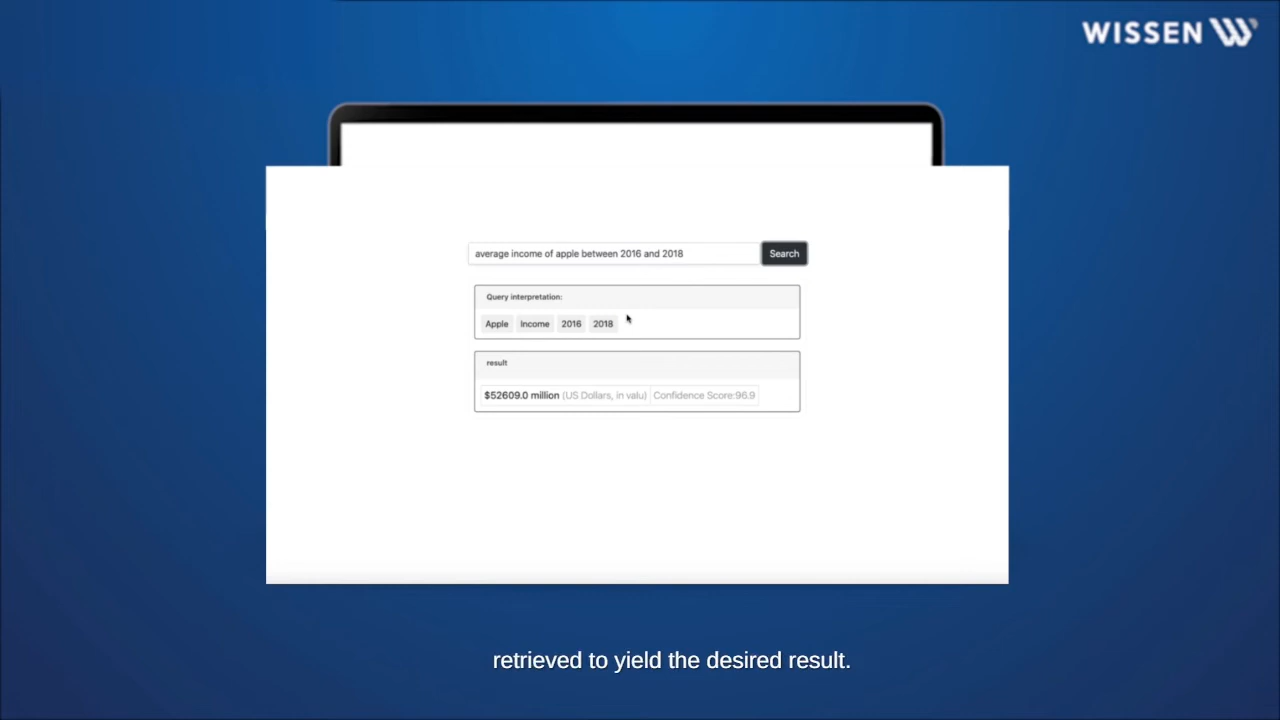 WISSEN
average income of apple between 2016 and 2018
Search
Query interpretation:
Apple Income 2016 2018
result
$52609.0 million (US Dollars, in valu) Confidence Score:96.9
retrieved to yield the desired result.